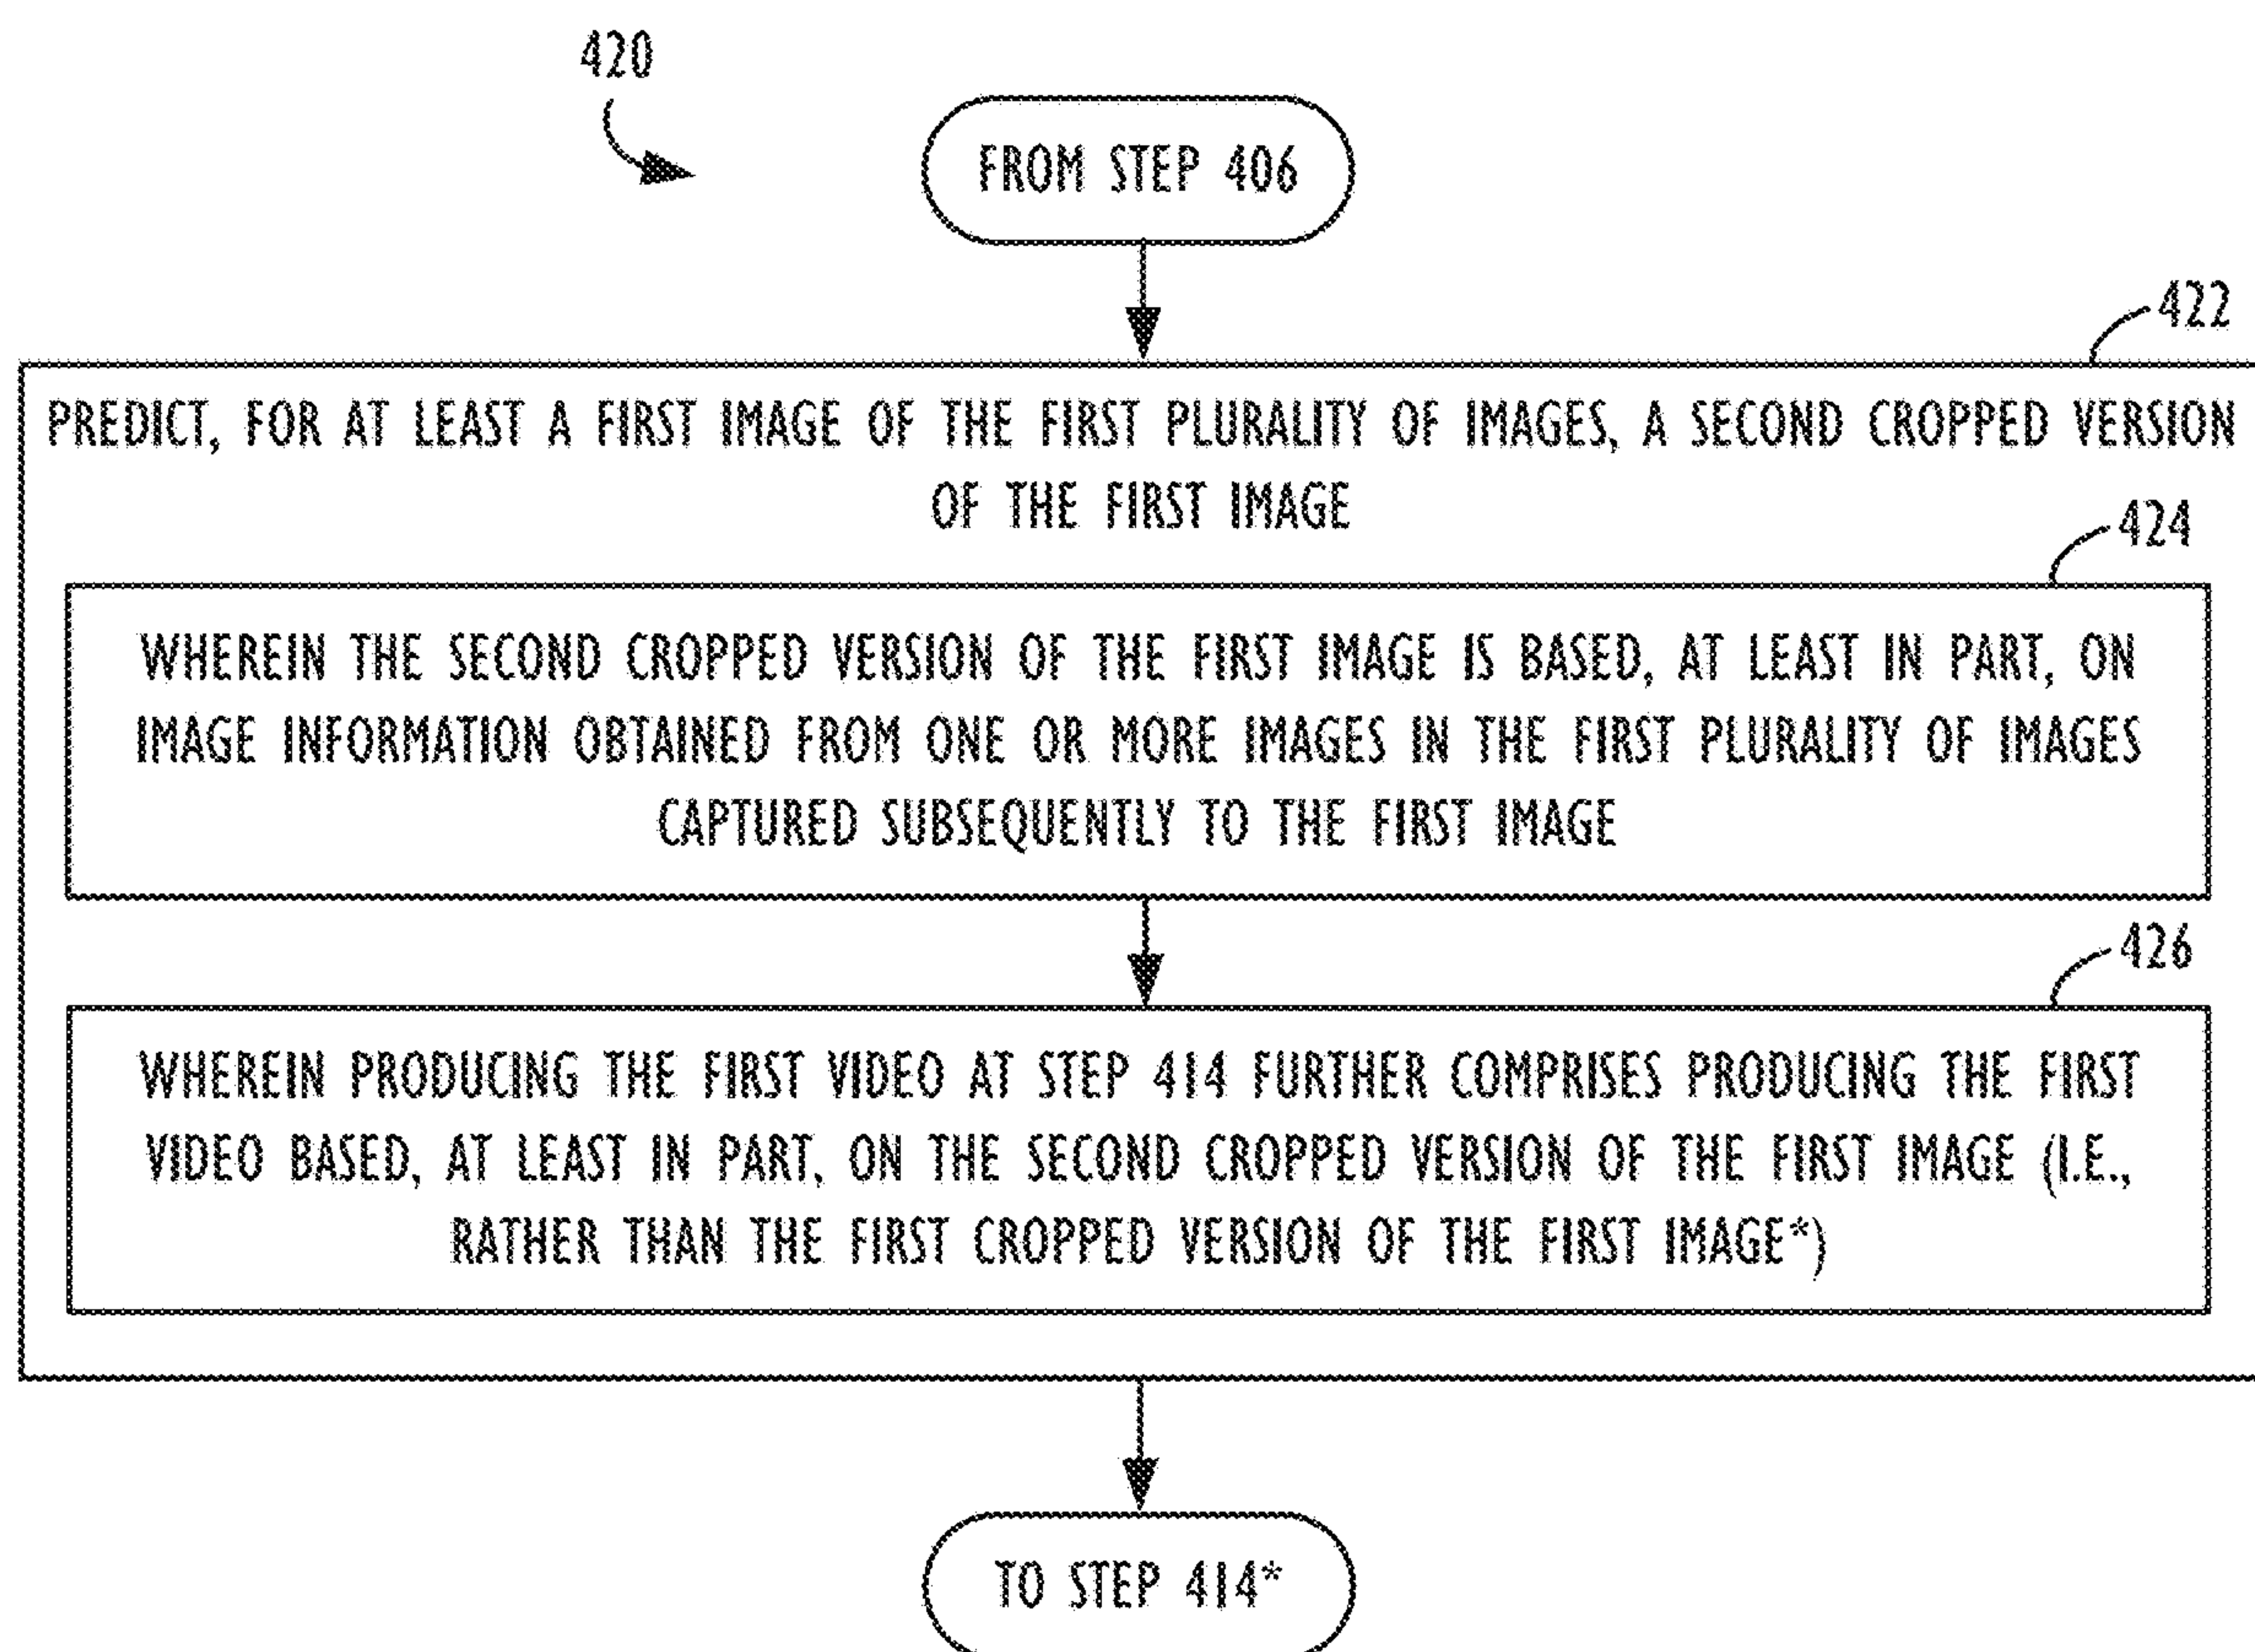 420
FROM STEP 406
422
PREDICT, FOR AT LEAST A FIRST IMAGE OF THE FIRST PLURALITY OF IMAGES, A SECOND CROPPED VERSION
OF THE FIRST IMAGE
424
WHEREIN THE SECOND CROPPED VERSION OF THE FIRST IMAGE IS BASED, AT LEAST IN PART, ON
IMAGE INFORMATION OBTAINED FROM ONE OR MORE IMAGES IN THE FIRST PLURALITY OF IMAGES
CAPTURED SUBSEQUENTLY TO THE FIRST IMAGE
426
WHEREIN PRODUCING THE FIRST VIDEO AT STEP 414 FURTHER COMPRISES PRODUCING THE FIRST
VIDEO BASED, AT LEAST IN PART, ON THE SECOND CROPPED VERSION OF THE FIRST IMAGE (I.E.,
RATHER THAN THE FIRST CROPPED VERSION OF THE FIRST IMAGE*)
TO STEP 414*